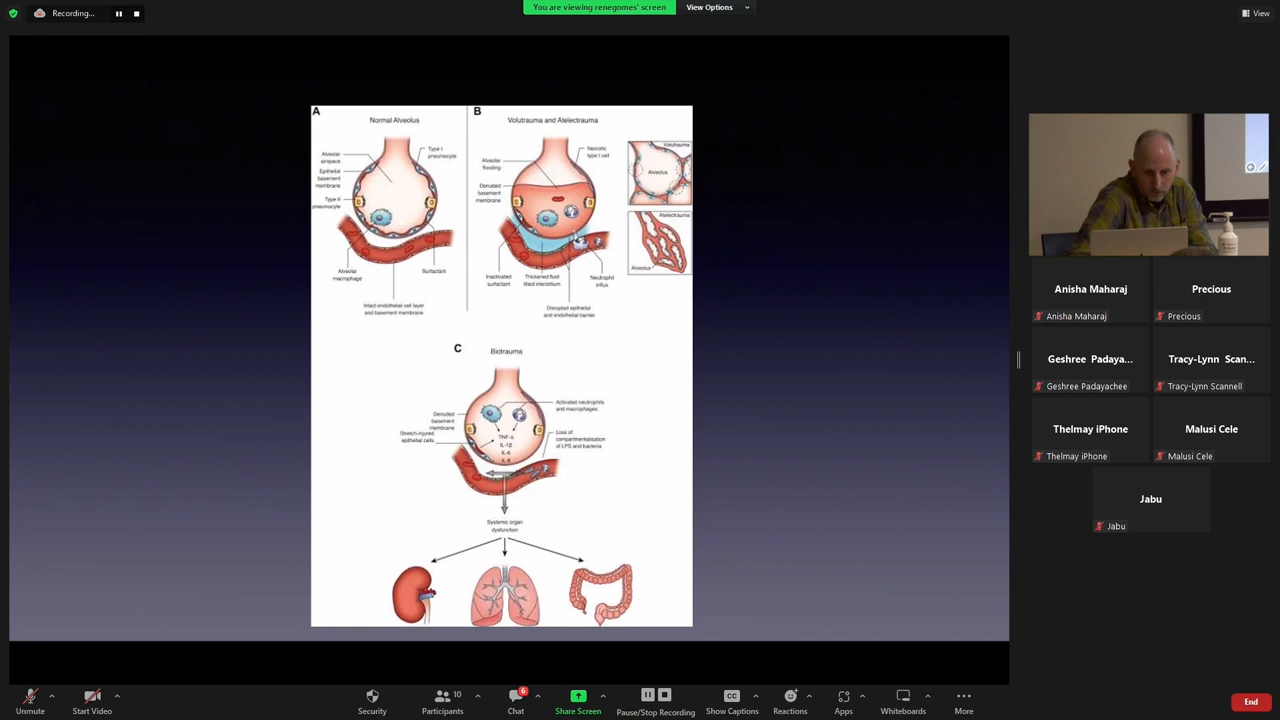 Recording...
You are viewing renegomes' screen
View Options
View
A
Normal Alveolus
Alveolar
airspace
Epithelial
basement
membrane
Type II
pneumocyte
Type I
pneumocyte
Alveolar
macrophage
Surfactant
Intact endothelial cell layer
and basement membrane
B
Volutrauma and Atelectrauma
Alveolar
flooding
Denuded
basement
membrane
Necrotic
type I cell
Inactivated
surfactant
Thickened fluid
filled interstitium
Neutrophil
influx
Disrupted epithelial
and endothelial barrier
Volutrauma
Alveolus
Atelectrauma
Alveolus
C
Biotrauma
Denuded
basement
membrane
Stretch-injured
epithelial cells
Activated neutrophils
and macrophages
TNF-α
IL-1β
IL-6
IL-8
Loss of
compartmentalisation
of LPS and bacteria
Systemic organ
dysfunction
Anisha Maharaj
Anisha Maharaj
Precious
Precious
Geshree Padaya...
Geshree Padayachee
Tracy-Lynn Scan...
Tracy-Lynn Scannell
Thelmay iPhone
Thelmay iPhone
Malusi Cele
Malusi Cele
Jabu
Jabu
Unmute
Start Video
Security
10
Participants
6
Chat
Share Screen
Pause/Stop Recording
CC
Show Captions
Reactions
Apps
Whiteboards
More
End